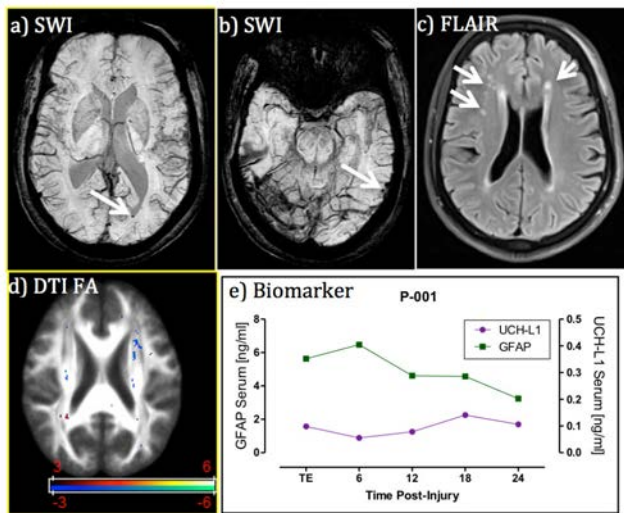 a) SWI
b) SWI
c) FLAIR
d) DTI FA
3 6
-3 -6
e) Biomarker
P-001
UCH-L1
GFAP
GFAP Serum [ng/ml]
8
6
4
2
0
UCH-L 1 Serum [ng/ml]
0.5
0.4
0.3
0.2
0.1
0.0
TE 6 12 18 24
Time Post-Injury